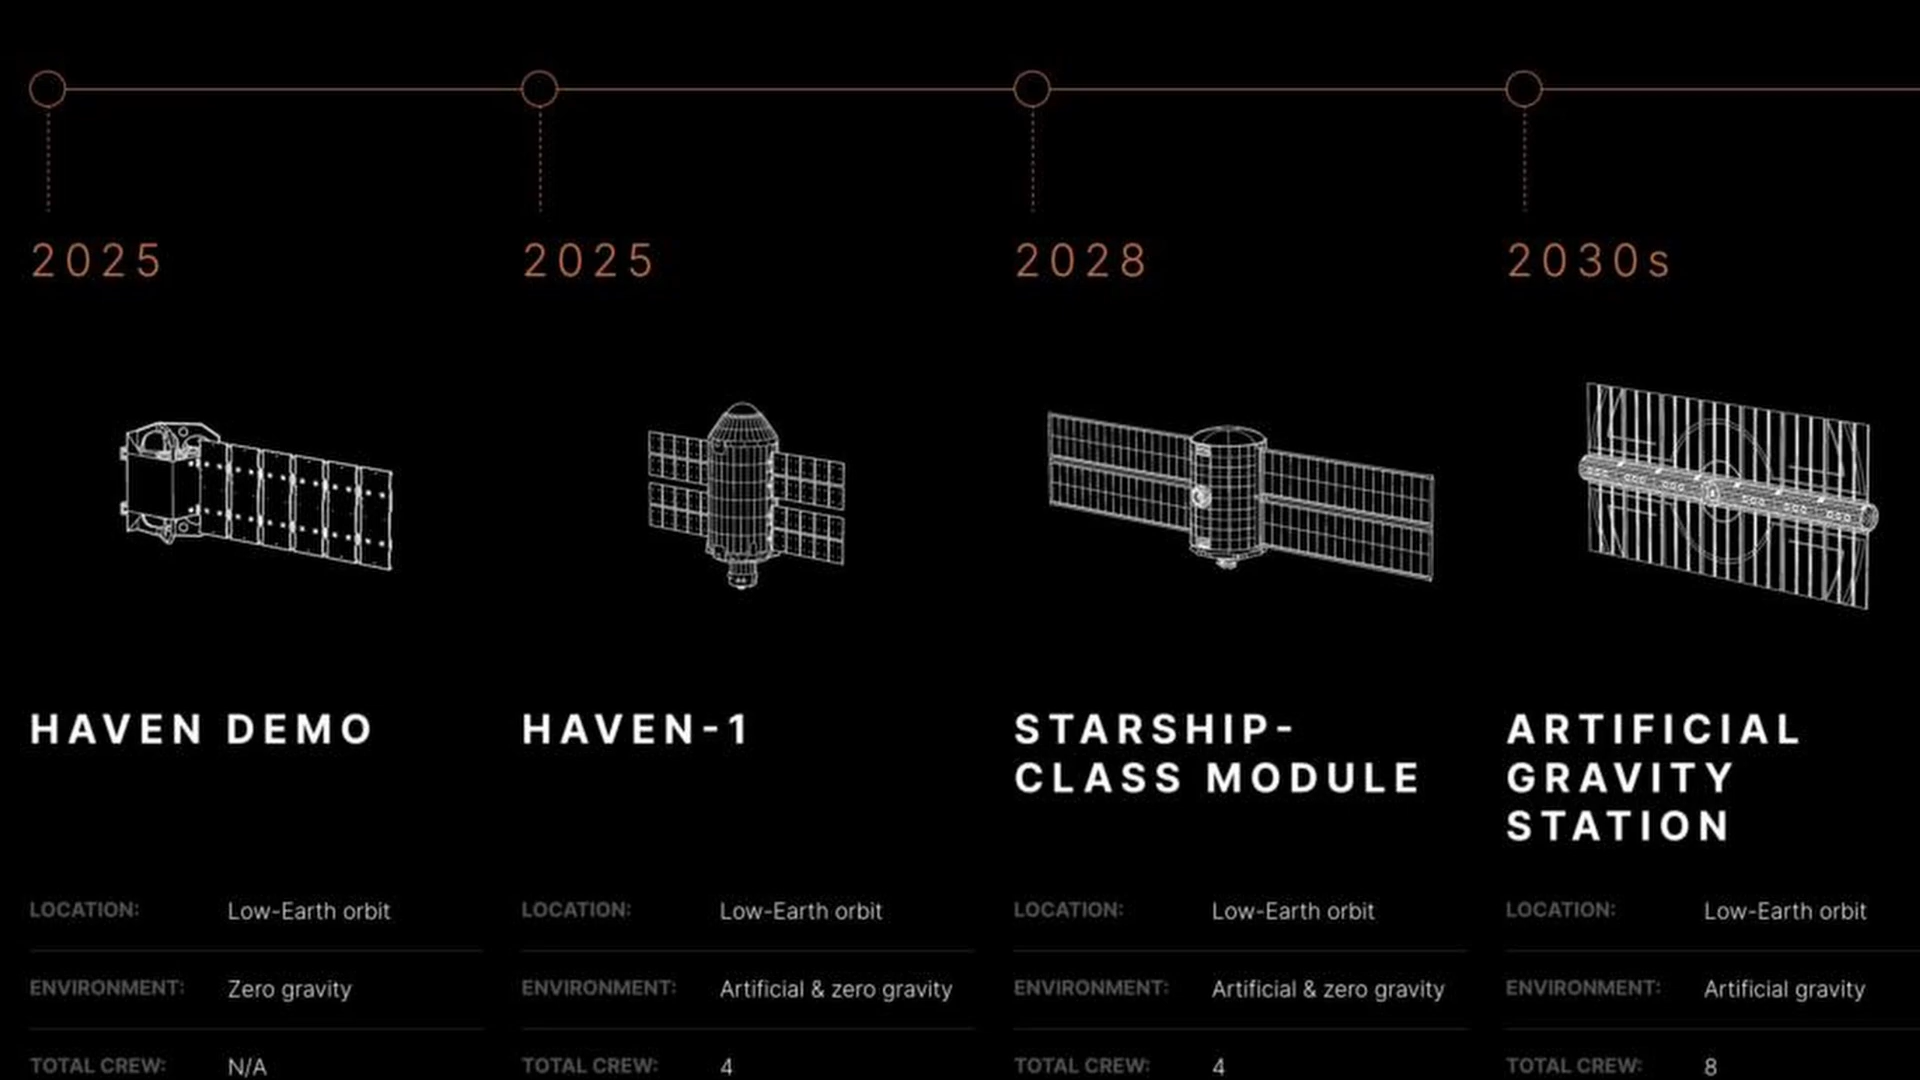 2025
2025
2028
2030s
HAVEN DEMO
HAVEN-1
STARSHIP-
CLASS MODULE
ARTIFICIAL
GRAVITY
STATION
LOCATION: Low-Earth orbit
LOCATION: Low-Earth orbit
LOCATION: Low-Earth orbit
LOCATION: Low-Earth orbit
ENVIRONMENT: Zero gravity
ENVIRONMENT: Artificial & zero gravity
ENVIRONMENT: Artificial & zero gravity
ENVIRONMENT: Artificial gravity
TOTAL CREW: N/A
TOTAL CREW: 4
TOTAL CREW: 4
TOTAL CREW: 8